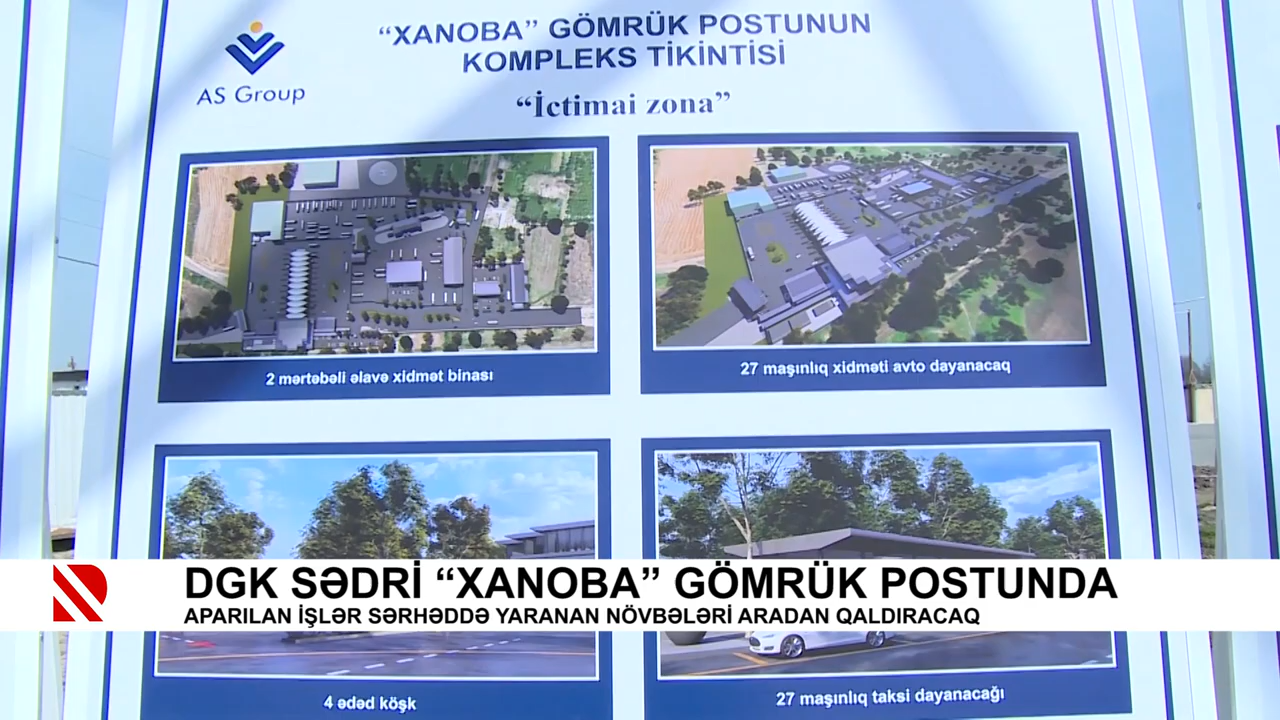 AS Group
“XANOBA” GÖMRÜK POSTUNUN
KOMPLEKS TİKİNTİSİ
“İctimai zona”
2 mərtəbəli əlavə xidmət binası
27 maşınlıq xidməti avto dayanacaq
DGK SƏDRİ “XANOBA” GÖMRÜK POSTUNDA
APARILAN İŞLƏR SƏRHƏDDƏ YARANAN NÖVBƏLƏRİ ARADAN QALDIRACAQ
4 ədəd köşk
27 maşınlıq taksi dayanacağı